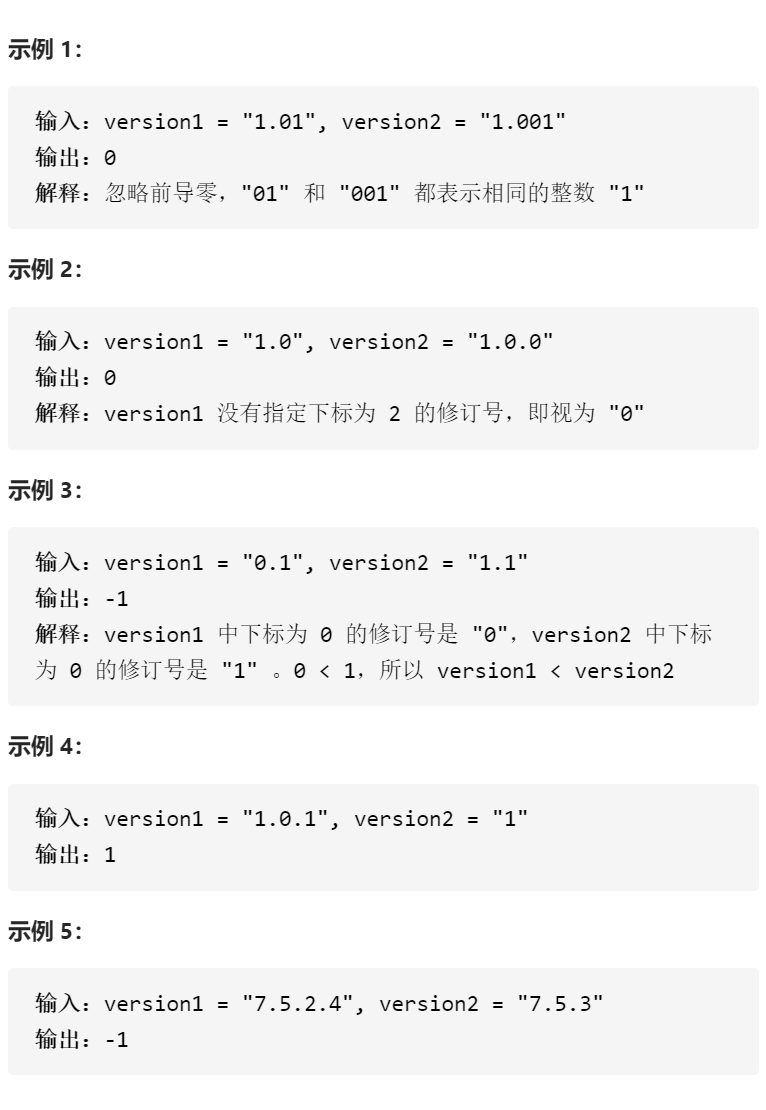 示例 1：
输入：version1 = "1.01", version2 = "1.001"
输出：0
解释：忽略前导零，"01" 和 "001" 都表示相同的整数 "1"
示例 2：
输入：version1 = "1.0", version2 = "1.0.0"
输出：0
解释：version1 没有指定下标为 2 的修订号，即视为 "0"
示例 3：
输入：version1 = "0.1", version2 = "1.1"
输出：-1
解释：version1 中下标为 0 的修订号是 "0"，version2 中下标
为 0 的修订号是 "1" 。0 < 1，所以 version1 < version2
示例 4：
输入：version1 = "1.0.1", version2 = "1"
输出：1
示例 5：
输入：version1 = "7.5.2.4", version2 = "7.5.3"
输出：-1